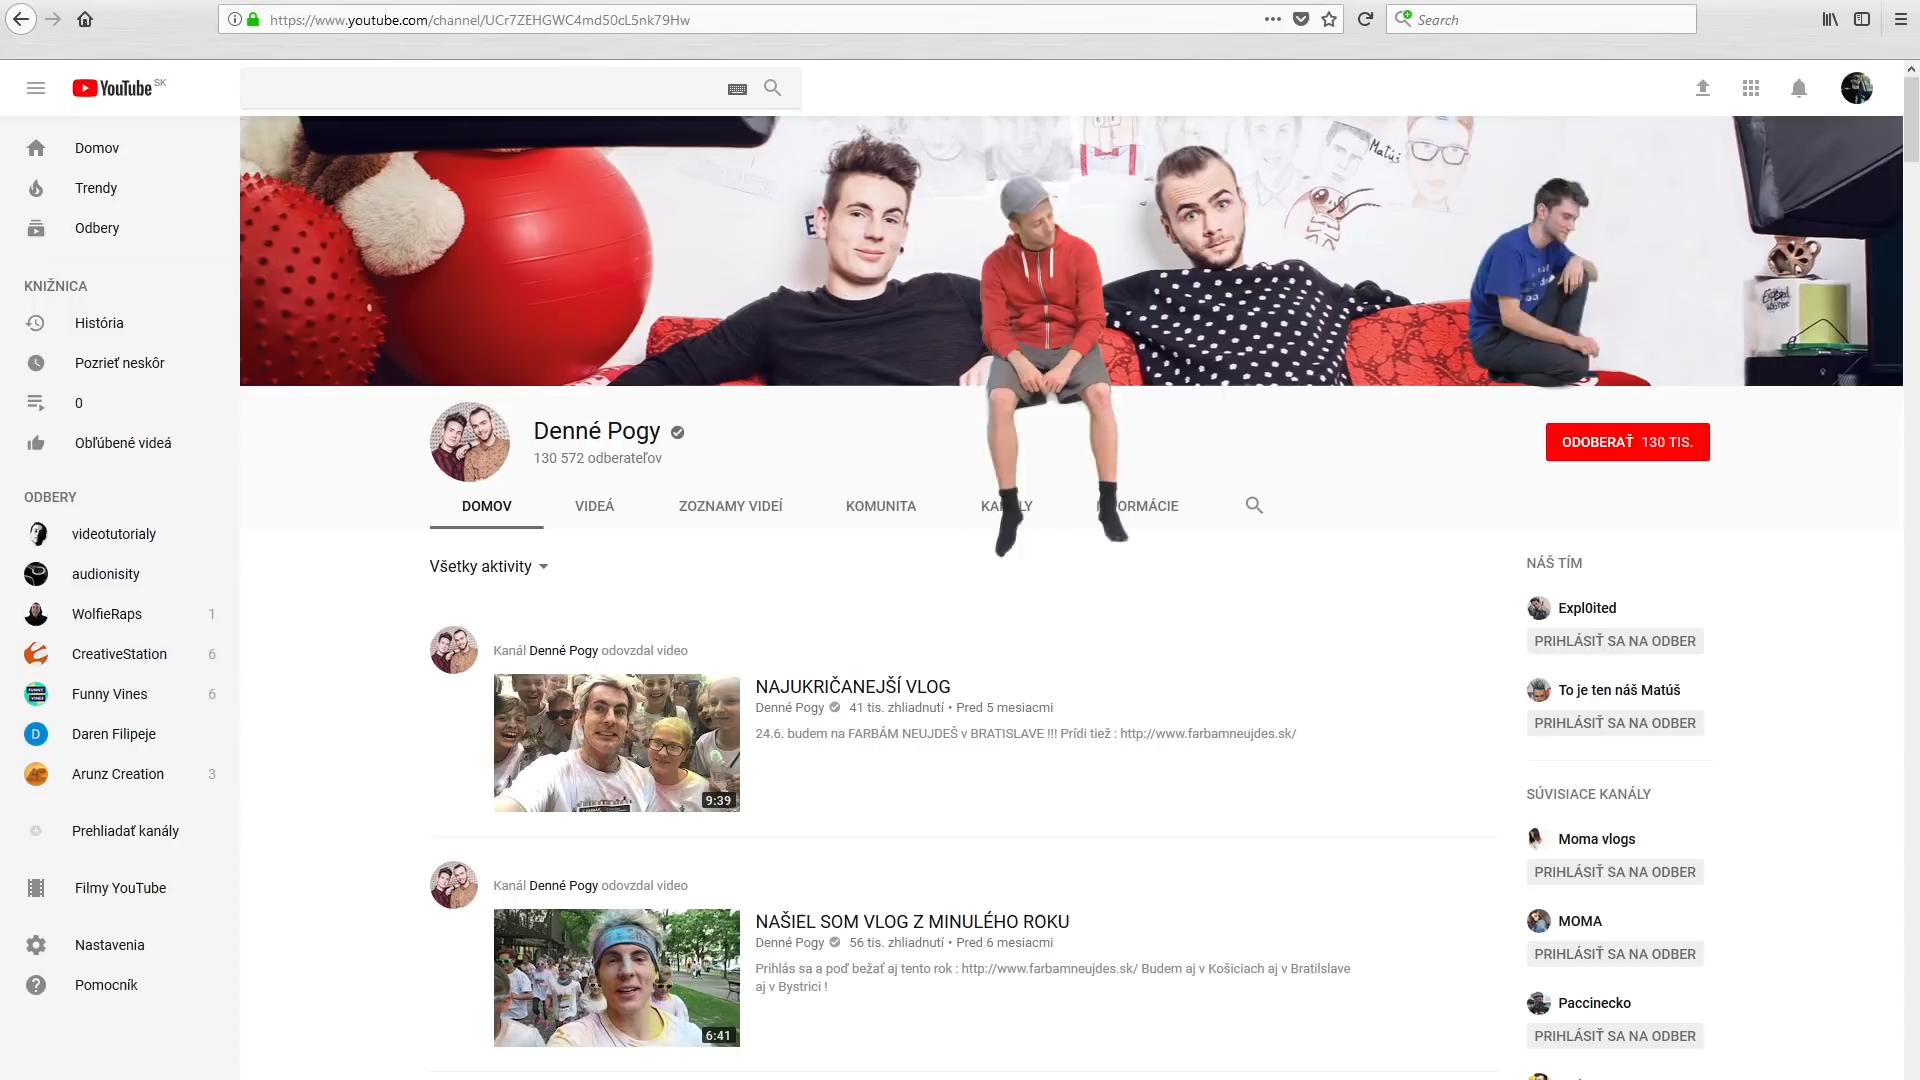 https://www.youtube.com/channel/UCr7ZEHGWC4md50cL5nk79Hw
Search
YouTube SK
Domov
Trendy
Odbery
KNIŽNICA
História
Pozrieť neskôr
0
Obľúbené videá
ODBERY
videotutorialy
audionisity
WolfieRaps 1
CreativeStation 6
Funny Vines 6
Daren Filipeje
Arunz Creation 3
Prehliadať kanály
Filmy YouTube
Nastavenia
Pomocník
Matúš
Denné Pogy
130 572 odberateľov
ODOBERAŤ 130 TIS.
DOMOV
VIDEÁ
ZOZNAMY VIDEÍ
KOMUNITA
Všetky aktivity
Kanál Denné Pogy odovzdal video
NAJUKRIČANEJŠÍ VLOG
Denné Pogy 41 tis. zhliadnutí • Pred 5 mesiacmi
24.6. budem na FARBÁM NEUJDEŠ v BRATISLAVE !!! Prídi tiež : http://www.farbamneujdes.sk/
9:39
Kanál Denné Pogy odovzdal video
NAŠIEL SOM VLOG Z MINULÉHO ROKU
Denné Pogy 56 tis. zhliadnutí • Pred 6 mesiacmi
Prihlás sa a poď bežať aj tento rok : http://www.farbamneujdes.sk/ Budem aj v Košiciach aj v Bratislave
aj v Bystrici !
6:41
NÁŠ TÍM
Expl0ited
PRIHLÁSIŤ SA NA ODBER
To je ten náš Matúš
PRIHLÁSIŤ SA NA ODBER
SÚVISIACE KANÁLY
Moma vlogs
PRIHLÁSIŤ SA NA ODBER
MOMA
PRIHLÁSIŤ SA NA ODBER
Paccinecko
PRIHLÁSIŤ SA NA ODBER